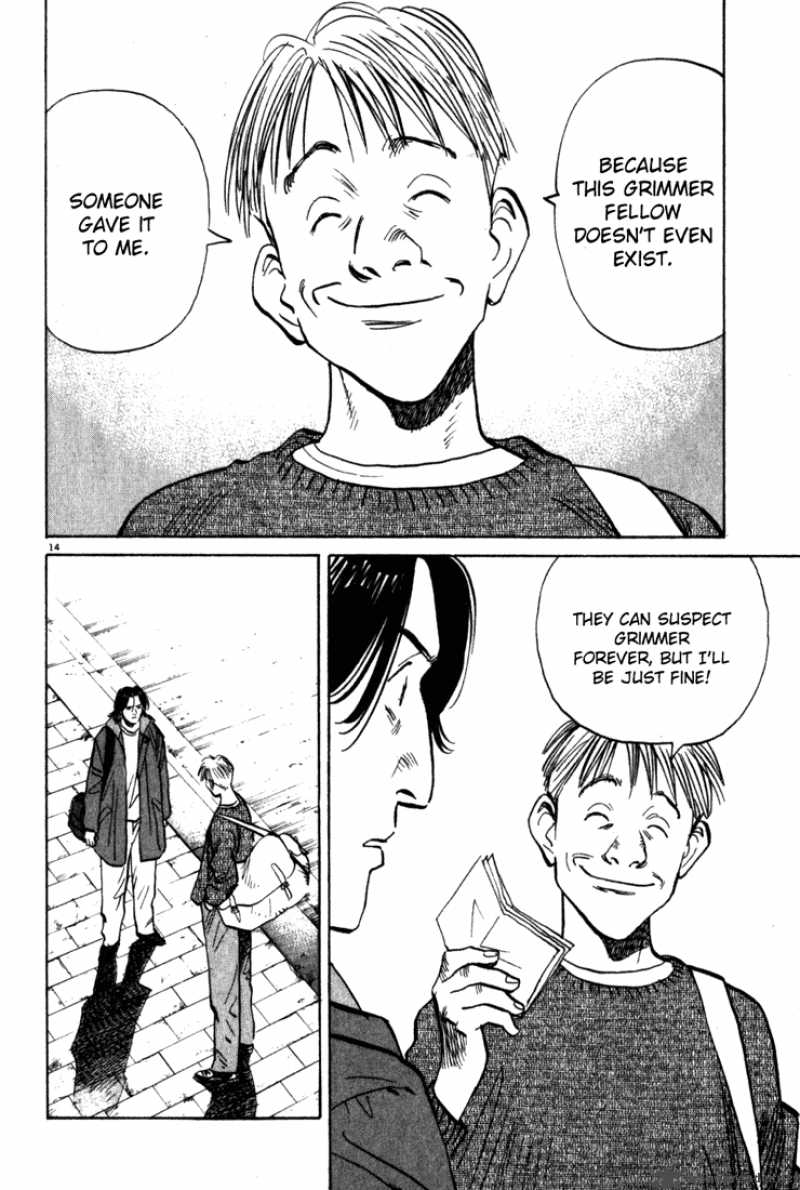 BECAUSE
THIS GRIMMER
FELLOW
DOESN'T EVEN
EXIST.
SOMEONE
GAVE IT
TO ME.
14
THEY CAN SUSPECT
GRIMMER
FOREVER, BUT I'LL
BE JUST FINE!